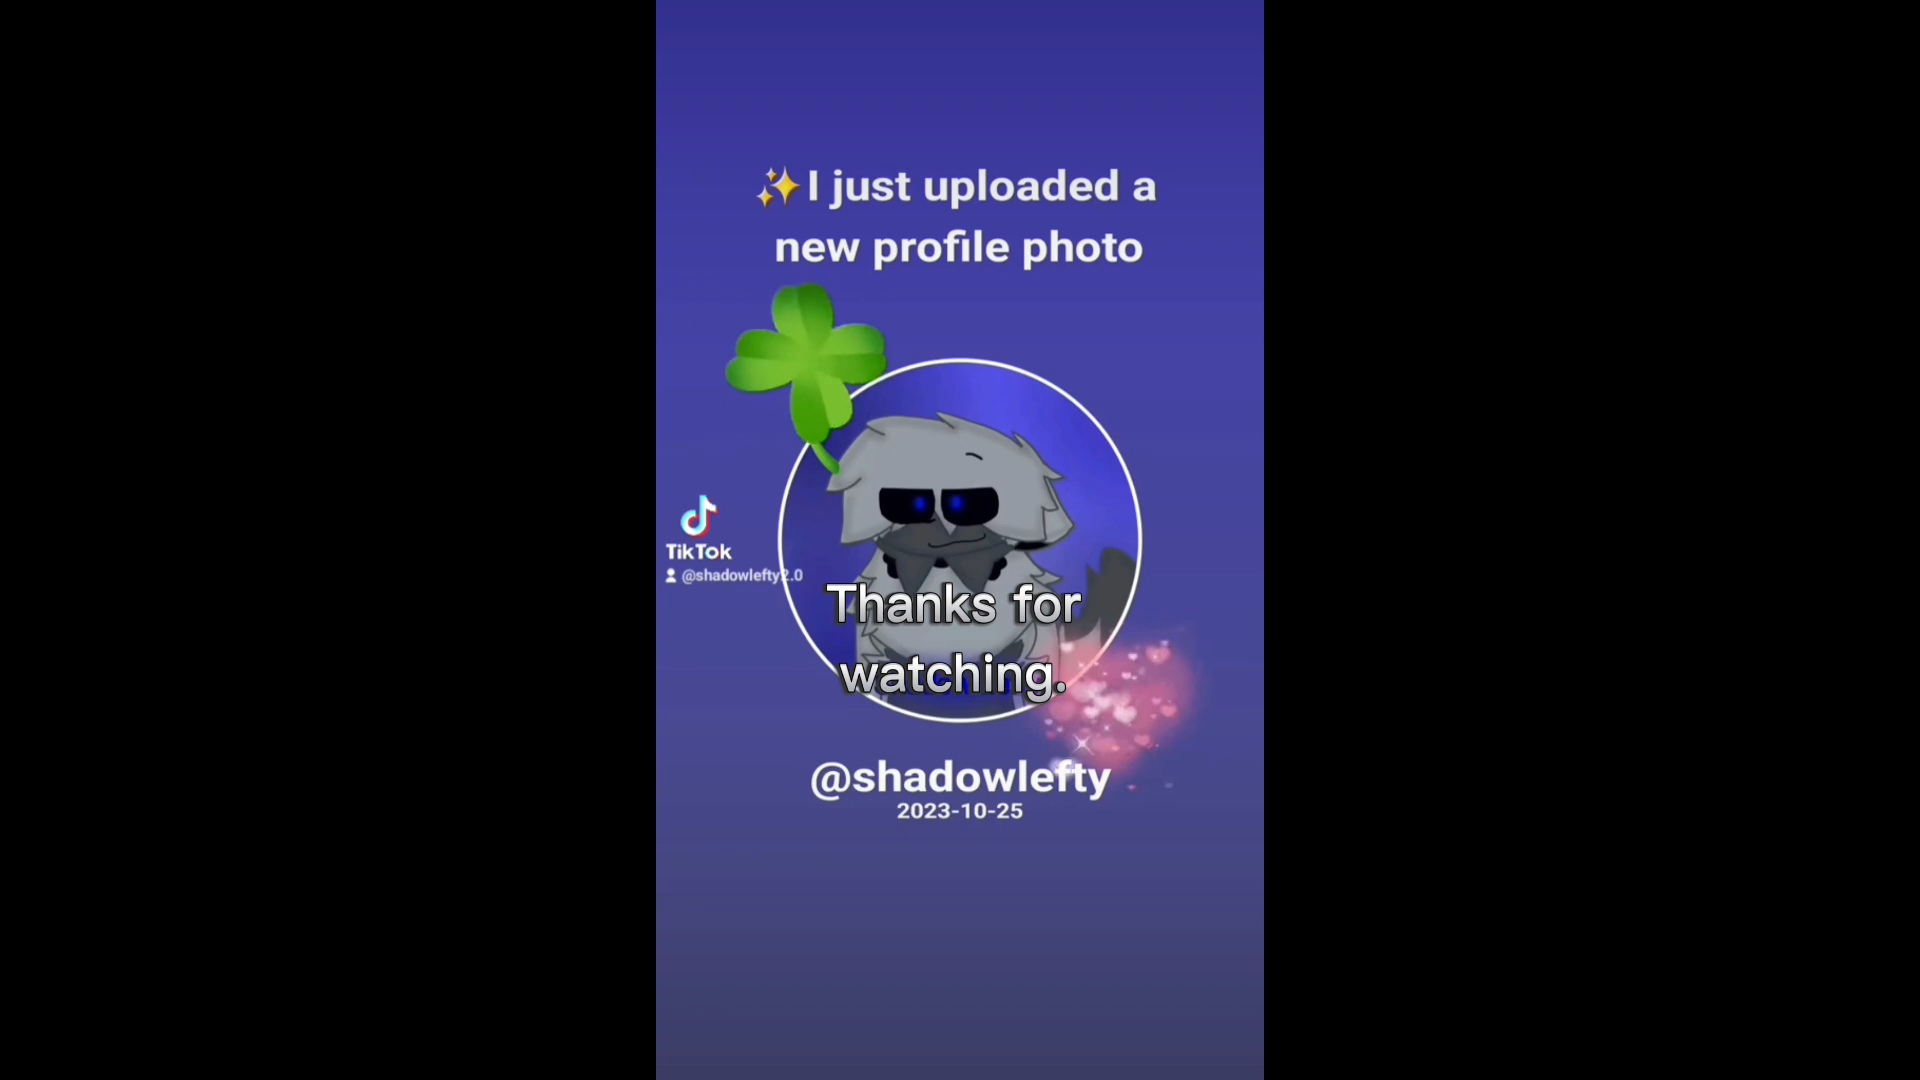 ✨I just uploaded a
new profile photo
TikTok
@shadowlefty2.0
Thanks for
watching.
@shadowlefty
2023-10-25